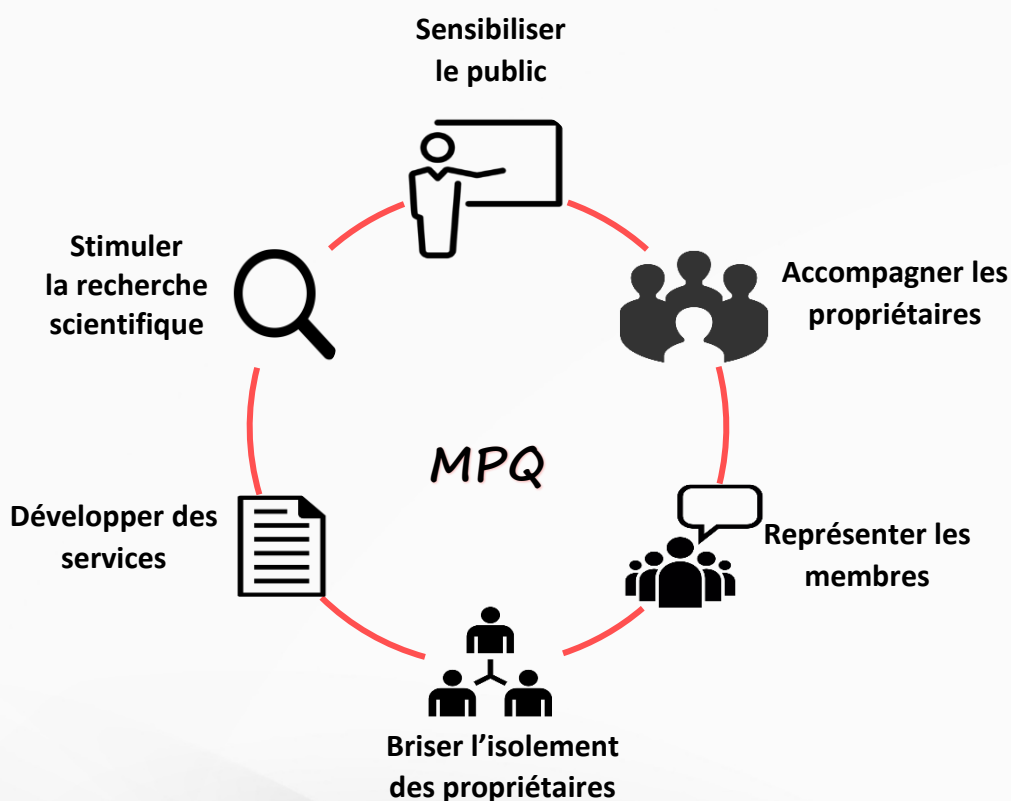 Sensibiliser
le public
Accompagner les
propriétaires
Représenter les
membres
Briser l’isolement
des propriétaires
Développer des
services
Stimuler
la recherche
scientifique
MPQ